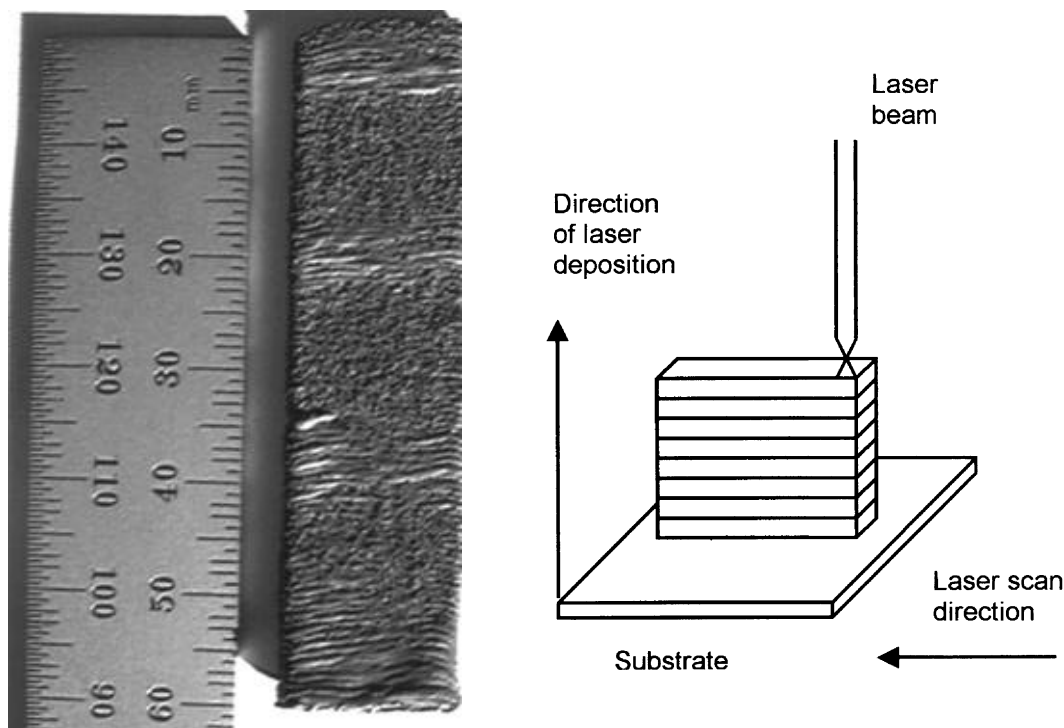 mm 10 20 30 40 50 60
140 130 120 110 100 90
Laser
beam
Direction
of laser
deposition
Laser scan
direction
Substrate